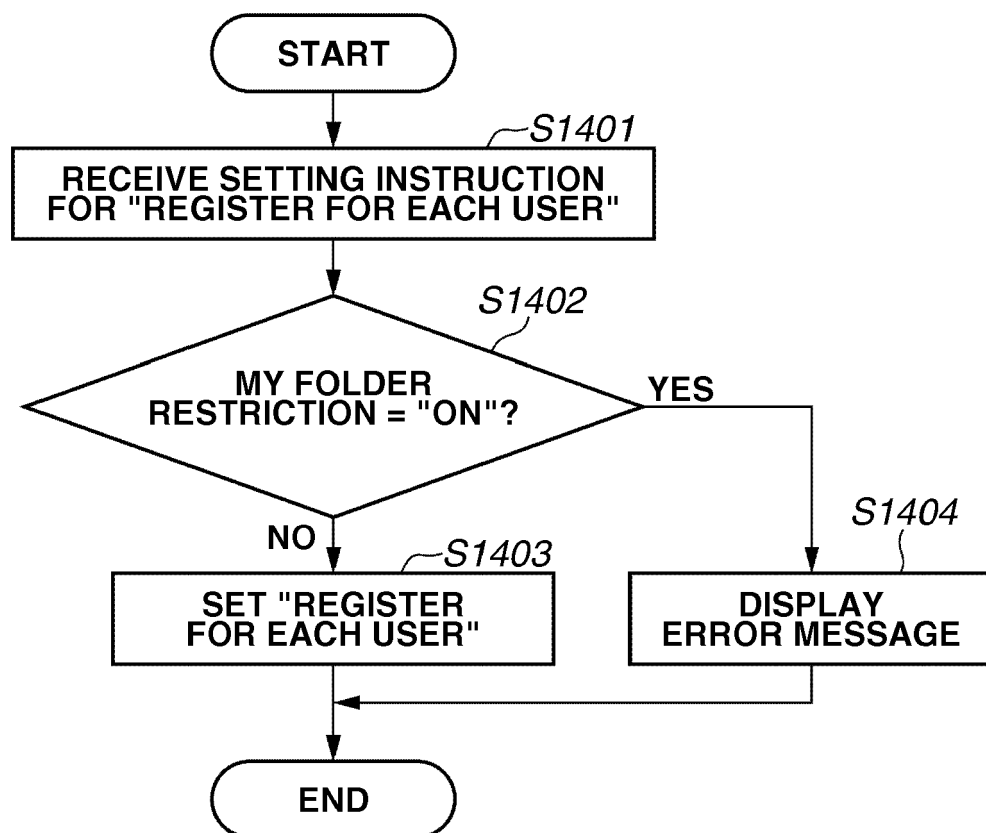 START
S1401
RECEIVE SETTING INSTRUCTION
FOR "REGISTER FOR EACH USER"
S1402
MY FOLDER
RESTRICTION = "ON"?
YES
NO
S1403
SET "REGISTER
FOR EACH USER"
S1404
DISPLAY
ERROR MESSAGE
END